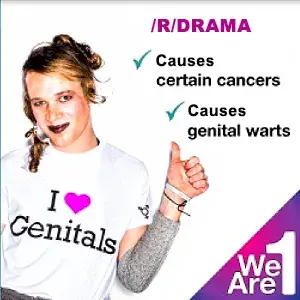 /R/DRAMA
Causes
certain cancers
Causes
genital warts
I ♥
Genitals
We
Are 1